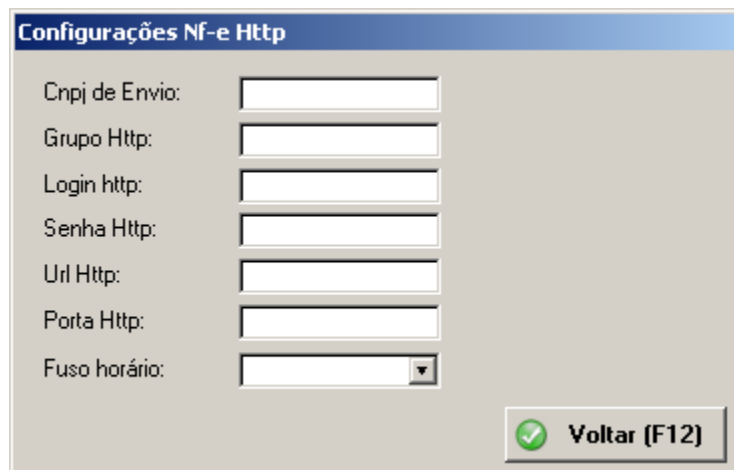 Configurações Nf-e Http
Cnpj de Envio:
Grupo Http:
Login http:
Senha Http:
Url Http:
Porta Http:
Fuso horário:
Voltar (F12)